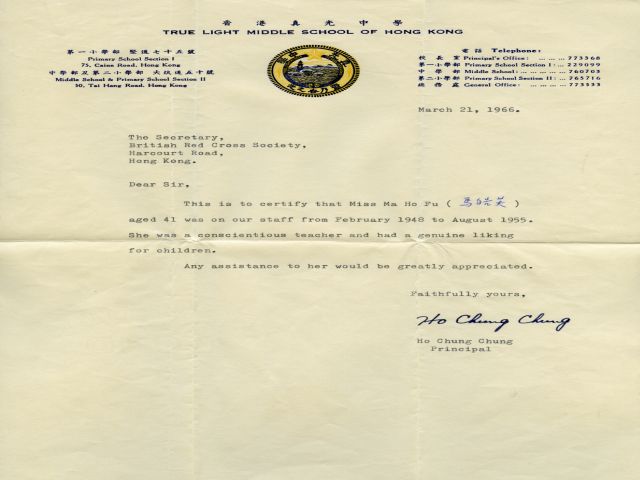 香港真光中學
TRUE LIGHT MIDDLE SCHOOL OF HONG KONG
第一小學部 堅道七十五號
Primary School Section I
75, Caine Road, Hong Kong
中學部及第二小學部 大坑道五十號
Middle School & Primary School Section II
50, Tai Hang Road, Hong Kong
電話 Telephone:
校長室 Principal's Office: ... ... 773368
第一小學部 Primary School Section I: ... 229099
中學部 Middle School: ... ... ... 760703
第二小學部 Primary School Section II: ... 765716
總務處 General Office: ... ... 773533
March 21, 1966.
The Secretary,
British Red Cross Society,
Harcourt Road,
Hong Kong.
Dear Sir,
This is to certify that Miss Ma Ho Fu ( 馬 )
aged 41 was on our staff from February 1948 to August 1955.
She was a conscientious teacher and had a genuine liking
for children.
Any assistance to her would be greatly appreciated.
Faithfully yours,
Ho Chung Chung
Ho Chung Chung
Principal